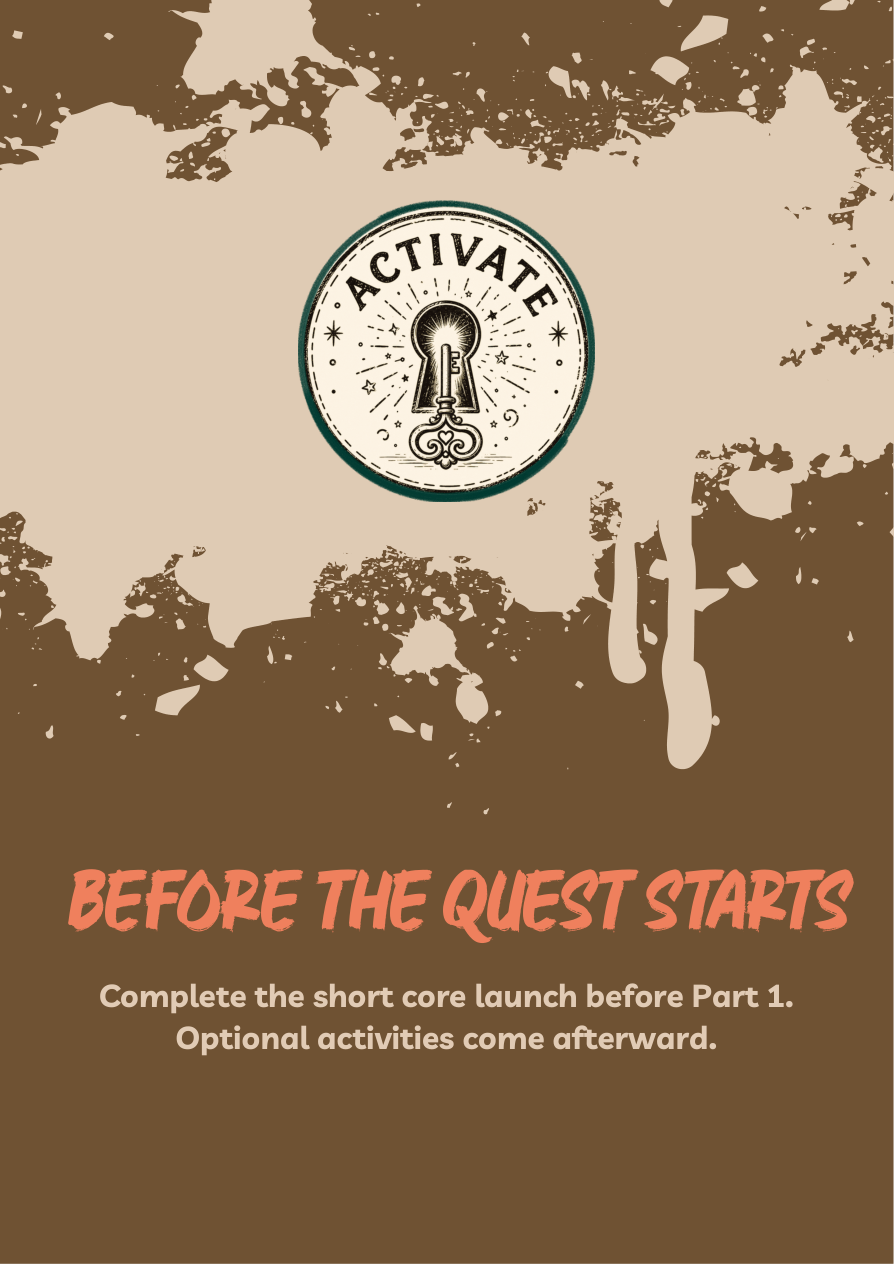 ACTIVATE
BEFORE THE QUEST STARTS
Complete the short core launch before Part 1.
Optional activities come afterward.